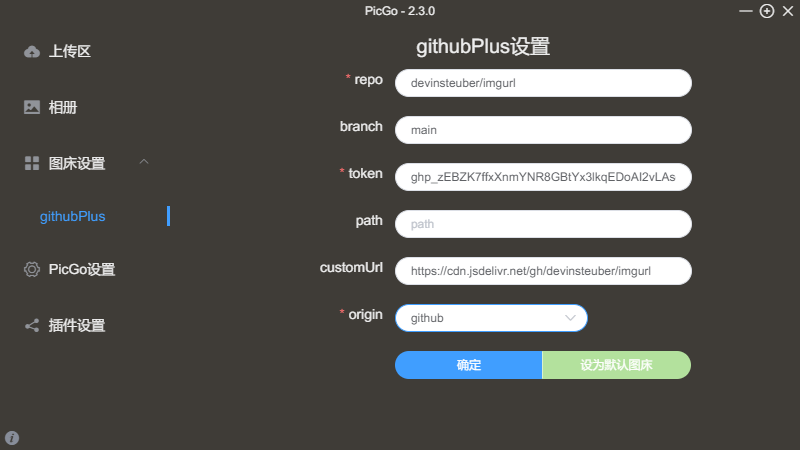 PicGo - 2.3.0
上传区
相册
图床设置
githubPlus
PicGo设置
插件设置
githubPlus设置
* repo
devinsteuber/imgurl
branch
main
* token
ghp_zEBZK7ffxXnmYNR8GBtYx3lkqEDoAI2vLAs
path
path
customUrl
https://cdn.jsdelivr.net/gh/devinsteuber/imgurl
* origin
github
确定
设为默认图床